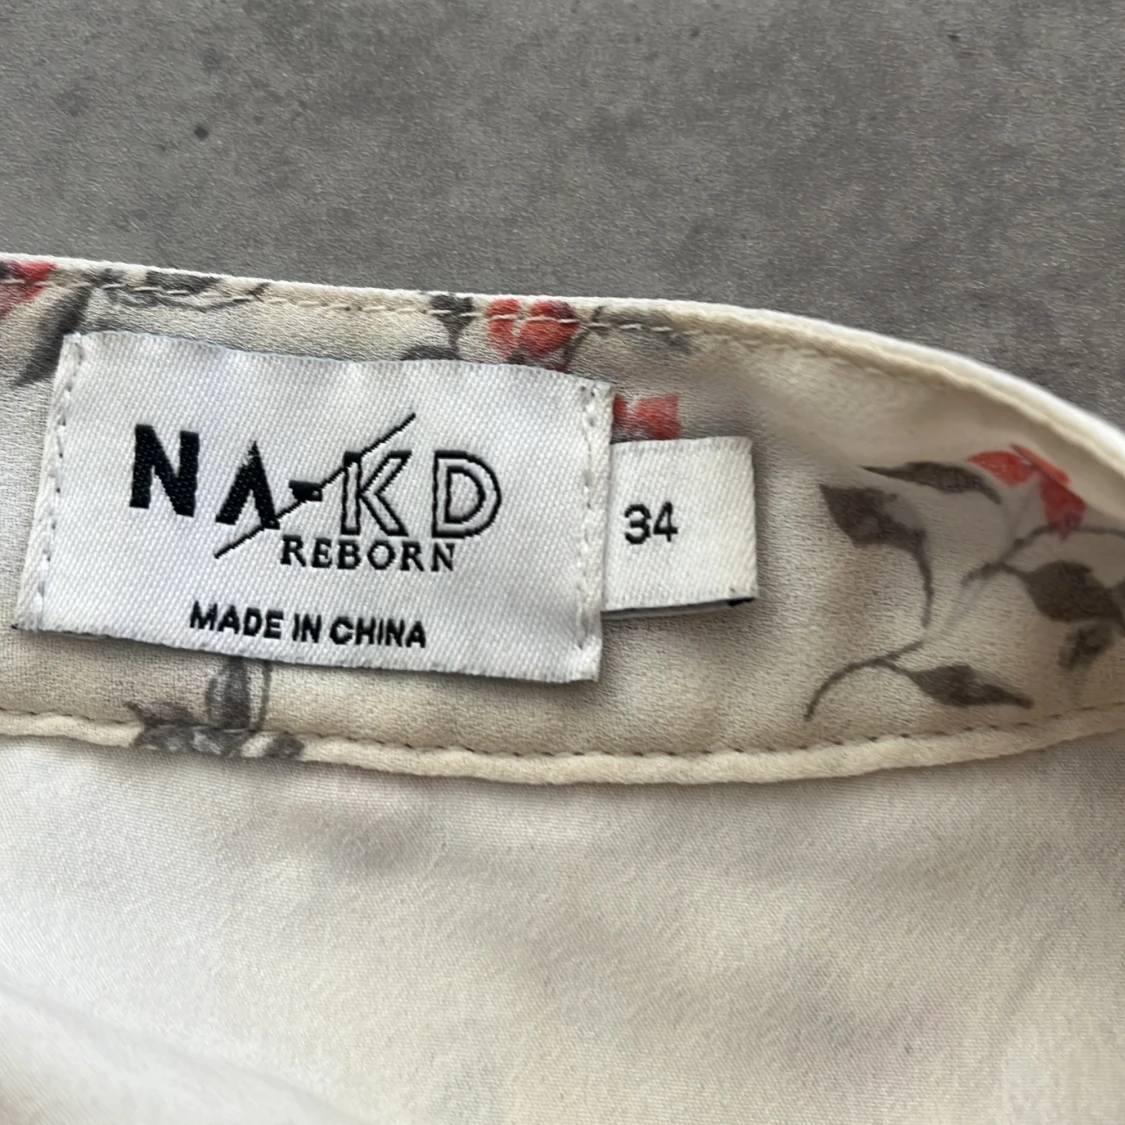 NA-KD
REBORN
MADE IN CHINA
34